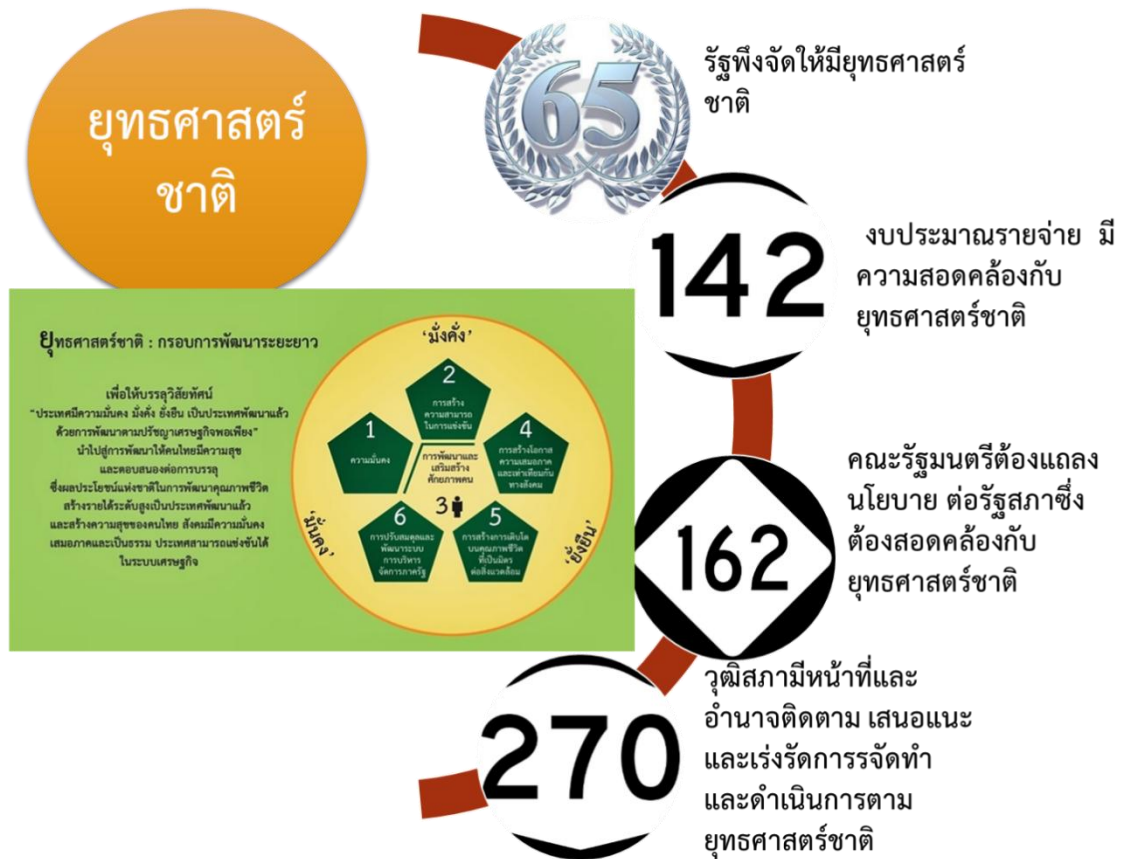 ยุทธศาสตร์
ชาติ
65
รัฐพึงจัดให้มียุทธศาสตร์
ชาติ
142
งบประมาณรายจ่าย มี
ความสอดคล้องกับ
ยุทธศาสตร์ชาติ
162
คณะรัฐมนตรีต้องแถลง
นโยบาย ต่อรัฐสภาซึ่ง
ต้องสอดคล้องกับ
ยุทธศาสตร์ชาติ
270
วุฒิสภามีหน้าที่และ
อำนาจติดตาม เสนอแนะ
และเร่งรัดการรจัดทำ
และดำเนินการตาม
ยุทธศาสตร์ชาติ
ยุทธศาสตร์ชาติ : กรอบการพัฒนาระยะยาว
เพื่อให้บรรลุวิสัยทัศน์
"ประเทศมีความมั่นคง มั่งคั่ง ยั่งยืน เป็นประเทศพัฒนาแล้ว
ด้วยการพัฒนาตามปรัชญาเศรษฐกิจพอเพียง"
นำไปสู่การพัฒนาให้คนไทยมีความสุข
และตอบสนองต่อการบรรลุ
ซึ่งผลประโยชน์แห่งชาติในการพัฒนาคุณภาพชีวิต
สร้างรายได้ระดับสูงเป็นประเทศพัฒนาแล้ว
และสร้างความสุขของคนไทย สังคมมีความมั่นคง
เสมอภาคและเป็นธรรม ประเทศสามารถแข่งขันได้
ในระบบเศรษฐกิจ
'มั่งคั่ง'
'มั่นคง'
'ยั่งยืน'
1
ความมั่นคง
2
การสร้าง
ความสามารถ
ในการแข่งขัน
การพัฒนาและ
เสริมสร้าง
ศักยภาพคน
3
4
การสร้างโอกาส
ความเสมอภาค
และเท่าเทียมกัน
ทางสังคม
5
การสร้างการเติบโต
บนคุณภาพชีวิต
ที่เป็นมิตร
ต่อสิ่งแวดล้อม
6
การปรับสมดุลและ
พัฒนาระบบ
การบริหาร
จัดการภาครัฐ